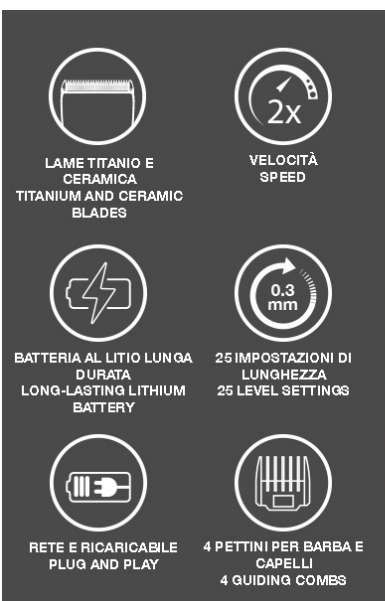 LAME TITANIO E
CERAMICA
TITANIUM AND CERAMIC
BLADES
2x
VELOCITÀ
SPEED
BATTERIA AL LITIO LUNGA
DURATA
LONG-LASTING LITHIUM
BATTERY
0.3
mm
25 IMPOSTAZIONI DI
LUNGHEZZA
25 LEVEL SETTINGS
RETE E RICARICABILE
PLUG AND PLAY
4 PETTINI PER BARBA E
CAPELLI
4 GUIDING COMBS